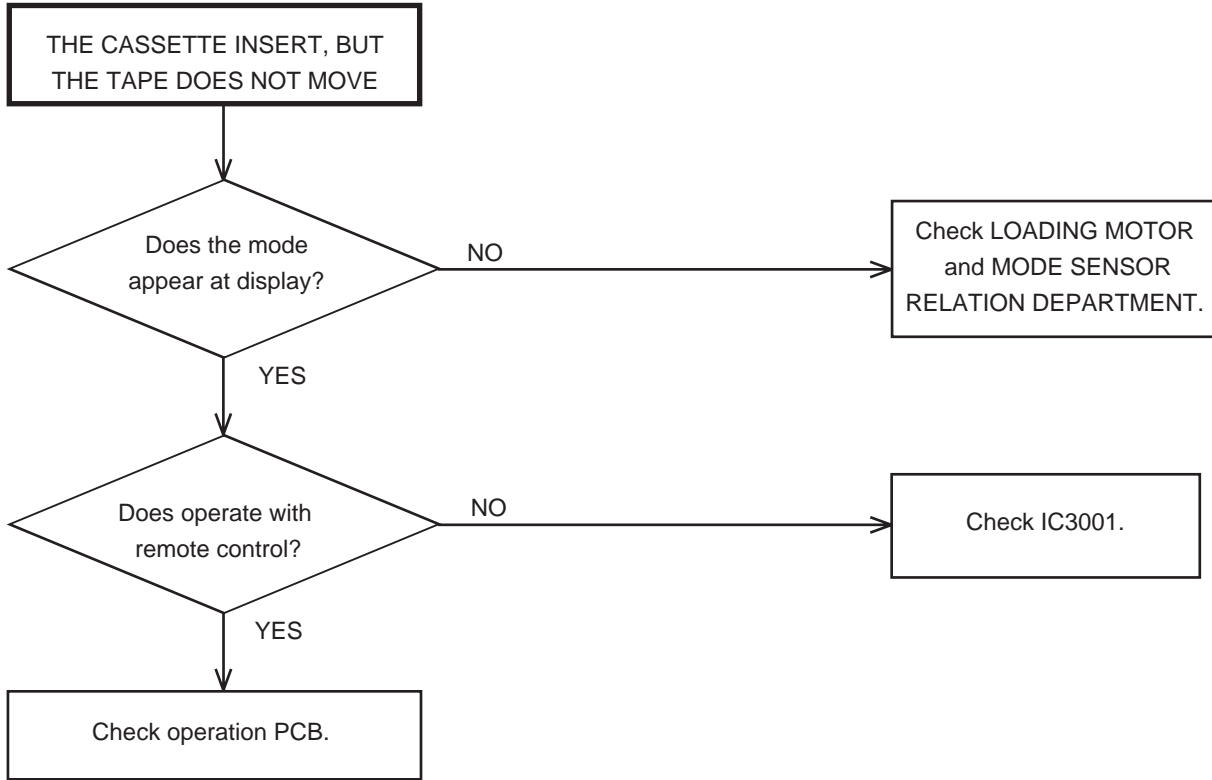 THE CASSETTE INSERT, BUT
THE TAPE DOES NOT MOVE
Does the mode
appear at display?
NO
Check LOADING MOTOR
and MODE SENSOR
RELATION DEPARTMENT.
YES
Does operate with
remote control?
NO
Check IC3001.
YES
Check operation PCB.